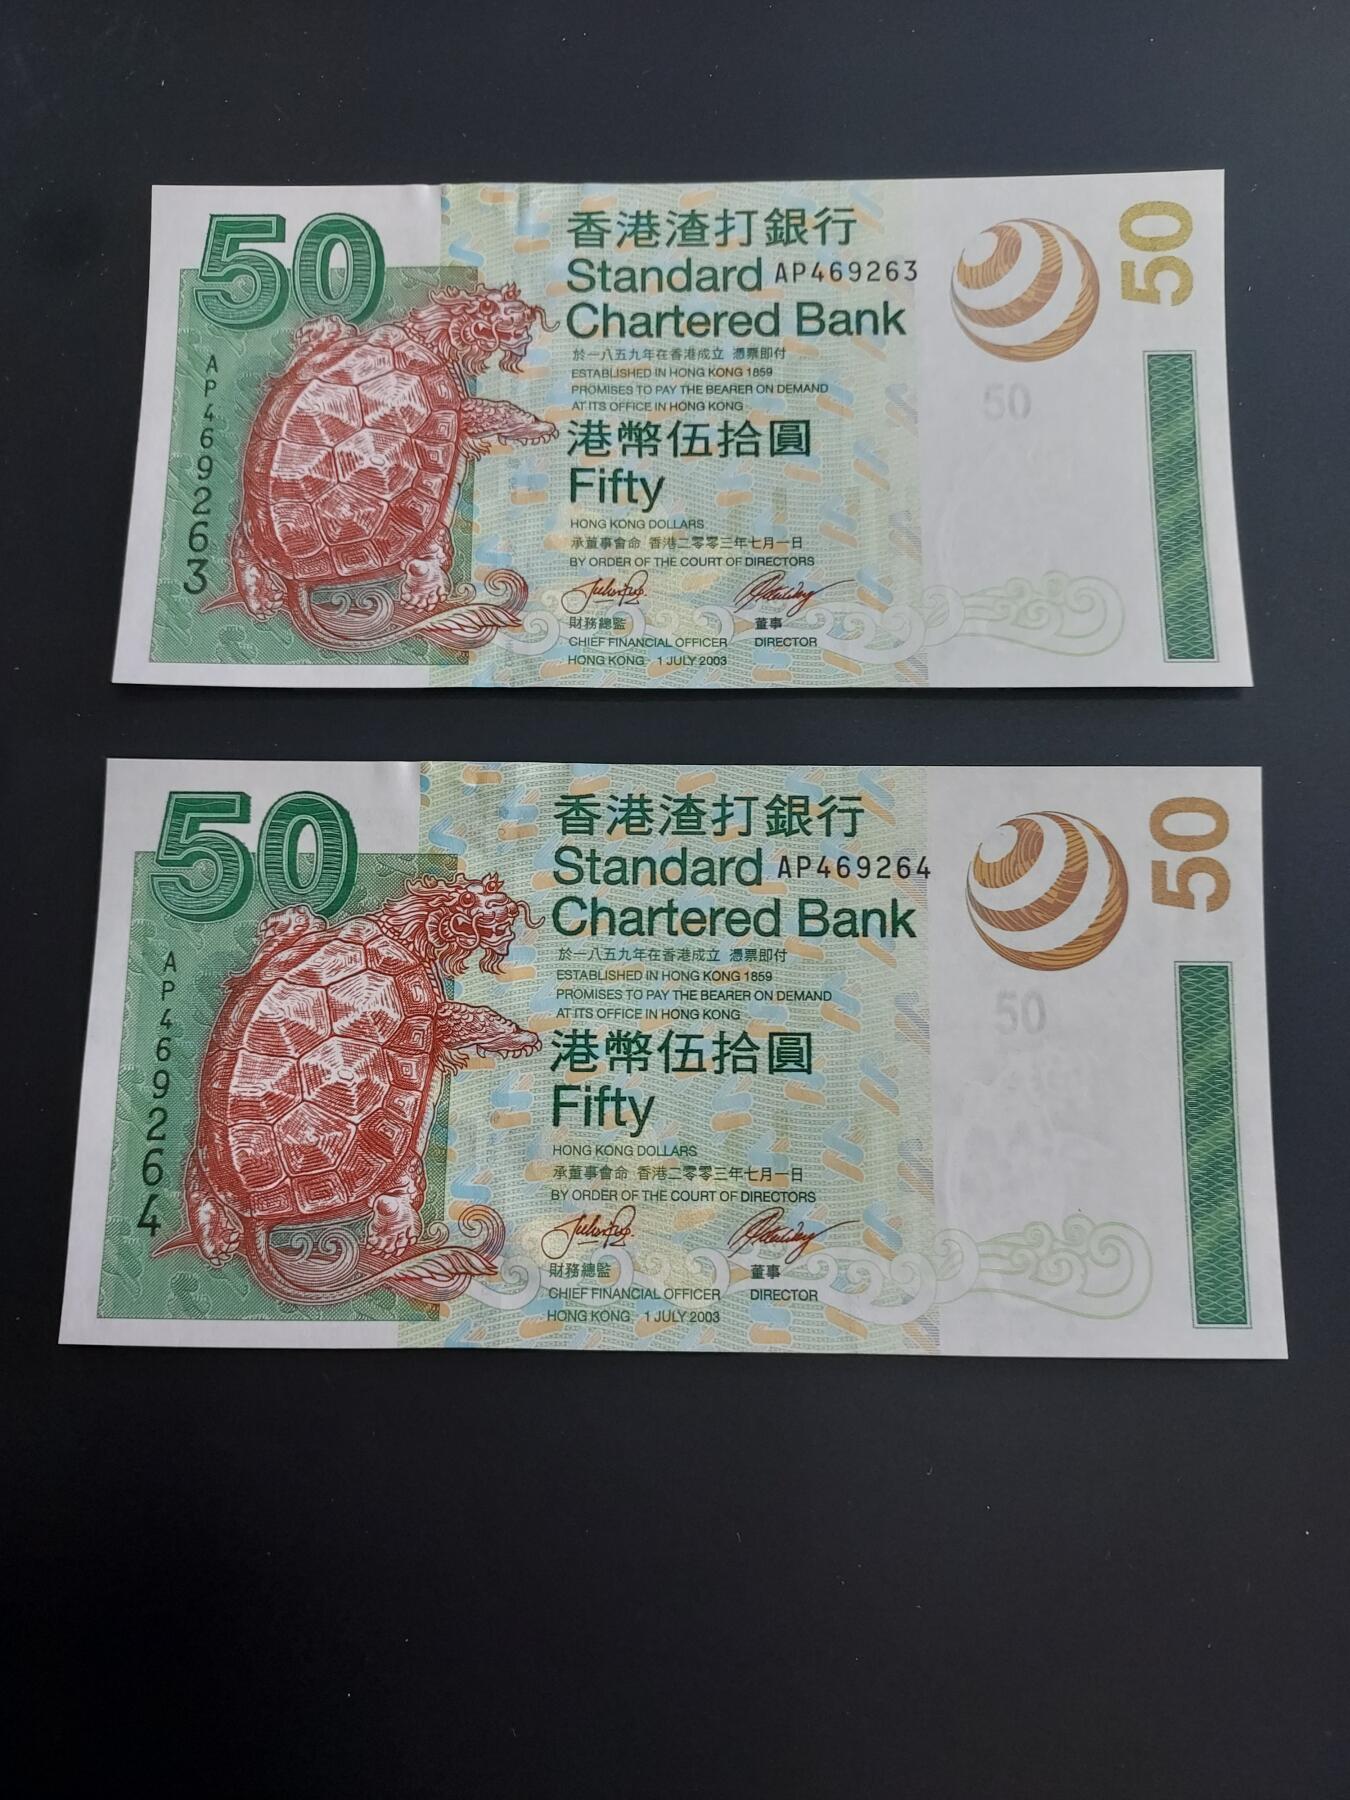 50
香港渣打銀行
50
Standard AP469263
Chartered Bank
於一八五九年在香港成立 憑票即付
ESTABLISHED IN HONG KONG 1859
PROMISES TO PAY THE BEARER ON DEMAND
AT ITS OFFICE IN HONG KONG
50
AP469263
港幣伍拾圓
Fifty
HONG KONG DOLLARS
承董事會命 香港二零零三年七月一日
BY ORDER OF THE COURT OF DIRECTORS
財務總監 董事
CHIEF FINANCIAL OFFICER DIRECTOR
HONG KONG 1 JULY 2003
50
香港渣打銀行
50
Standard AP469264
Chartered Bank
於一八五九年在香港成立 憑票即付
ESTABLISHED IN HONG KONG 1859
PROMISES TO PAY THE BEARER ON DEMAND
AT ITS OFFICE IN HONG KONG
50
AP469264
港幣伍拾圓
Fifty
HONG KONG DOLLARS
承董事會命 香港二零零三年七月一日
BY ORDER OF THE COURT OF DIRECTORS
財務總監 董事
CHIEF FINANCIAL OFFICER DIRECTOR
HONG KONG 1 JULY 2003